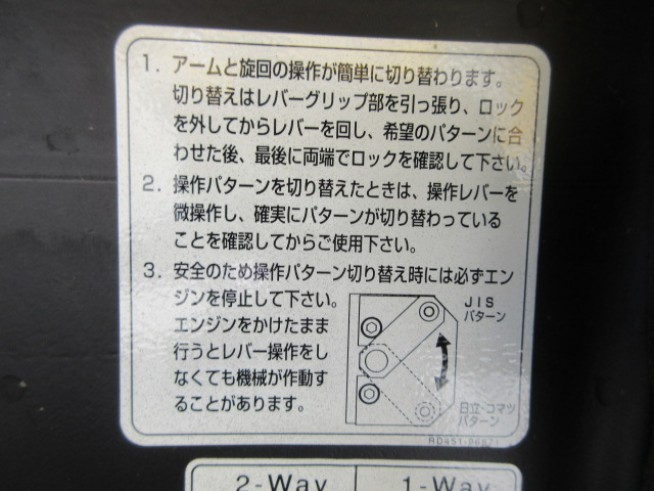 1. アームと旋回の操作が簡単に切り替わります。
切り替えはレバーグリップ部を引っ張り、ロック
を外してからレバーを回し、希望のパターンに合
わせた後、最後に両端でロックを確認して下さい。
2. 操作パターンを切り替えたときは、操作レバーを
微操作し、確実にパターンが切り替わっている
ことを確認してからご使用下さい。
3. 安全のため操作パターン切り替え時には必ずエン
ジンを停止して下さい。
エンジンをかけたまま
行うとレバー操作をし
なくても機械が作動す
ることがあります。
JIS
パターン
日立・コマツ
パターン
2-Way
1-Way